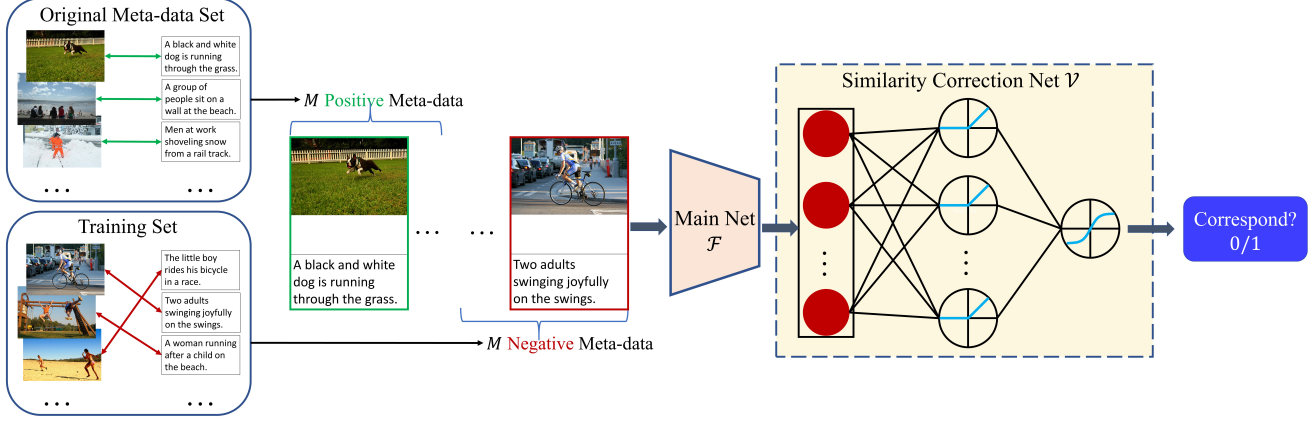 Original Meta-data Set
A black and white
dog is running
through the grass.
A group of
people sit on a
wall at the beach.
Men at work
shoveling snow
from a rail track.
... ...
Training Set
The little boy
rides his bicycle
in a race.
Two adults
swinging joyfully
on the swings.
A woman running
after a child on
the beach.
... ...
M Positive Meta-data
A black and white
dog is running
through the grass.
... ...
Two adults
swinging joyfully
on the swings.
M Negative Meta-data
Main Net
ℱ
Similarity Correction Net 𝒱
Correspond?
0/1